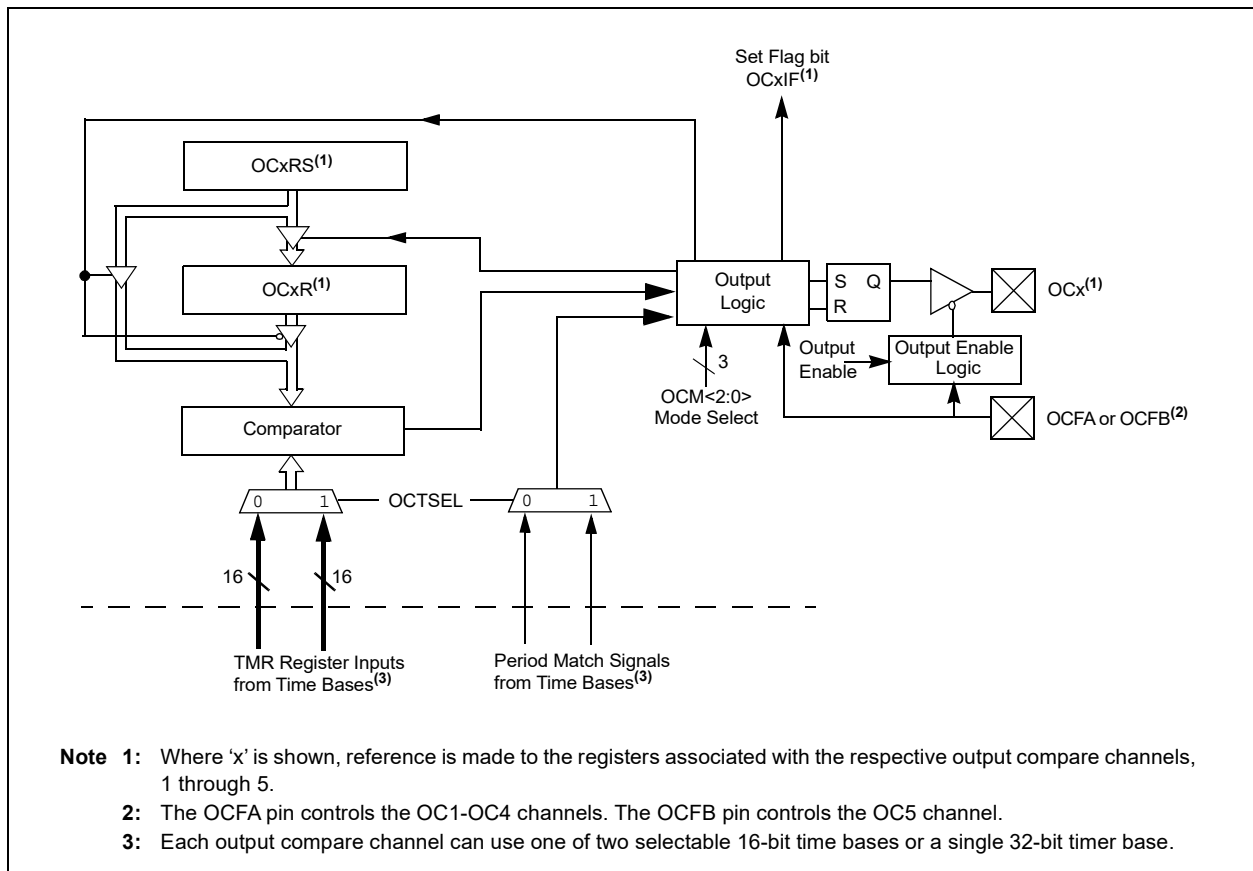 Set Flag bit
OCxIF(1)
OCxRS(1)
OCxR(1)
Output
Logic
S Q
R
OCx(1)
Output
Enable
Output Enable
Logic
3
OCM<2:0>
Mode Select
OCFA or OCFB(2)
Comparator
0 1
OCTSEL
0 1
16
16
TMR Register Inputs
from Time Bases(3)
Period Match Signals
from Time Bases(3)
Note 1: Where ‘x’ is shown, reference is made to the registers associated with the respective output compare channels,
1 through 5.
2: The OCFA pin controls the OC1-OC4 channels. The OCFB pin controls the OC5 channel.
3: Each output compare channel can use one of two selectable 16-bit time bases or a single 32-bit timer base.